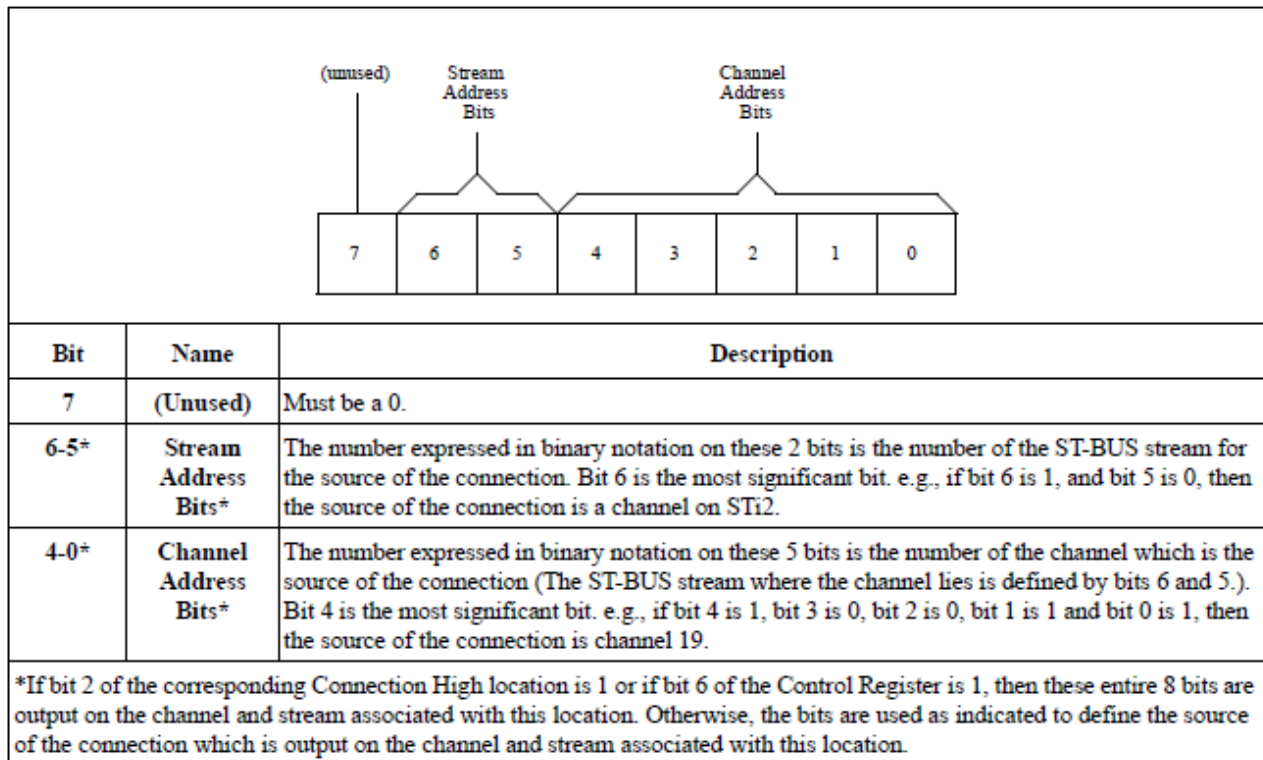 (unused) Stream Address Bits Channel Address Bits
7 6 5 4 3 2 1 0
Bit Name Description
7 (Unused) Must be a 0.
6-5* Stream Address Bits* The number expressed in binary notation on these 2 bits is the number of the ST-BUS stream for
the source of the connection. Bit 6 is the most significant bit. e.g., if bit 6 is 1, and bit 5 is 0, then
the source of the connection is a channel on STi2.
4-0* Channel Address Bits* The number expressed in binary notation on these 5 bits is the number of the channel which is the
source of the connection (The ST-BUS stream where the channel lies is defined by bits 6 and 5.).
Bit 4 is the most significant bit. e.g., if bit 4 is 1, bit 3 is 0, bit 2 is 0, bit 1 is 1 and bit 0 is 1, then
the source of the connection is channel 19.
*If bit 2 of the corresponding Connection High location is 1 or if bit 6 of the Control Register is 1, then these entire 8 bits are
output on the channel and stream associated with this location. Otherwise, the bits are used as indicated to define the source
of the connection which is output on the channel and stream associated with this location.